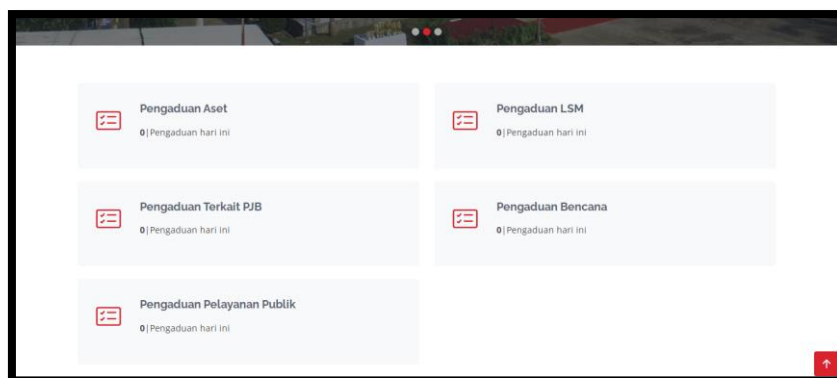 Pengaduan Aset
0|Pengaduan hari ini
Pengaduan LSM
0|Pengaduan hari ini
Pengaduan Terkait PJB
0|Pengaduan hari ini
Pengaduan Bencana
0|Pengaduan hari ini
Pengaduan Pelayanan Publik
0|Pengaduan hari ini